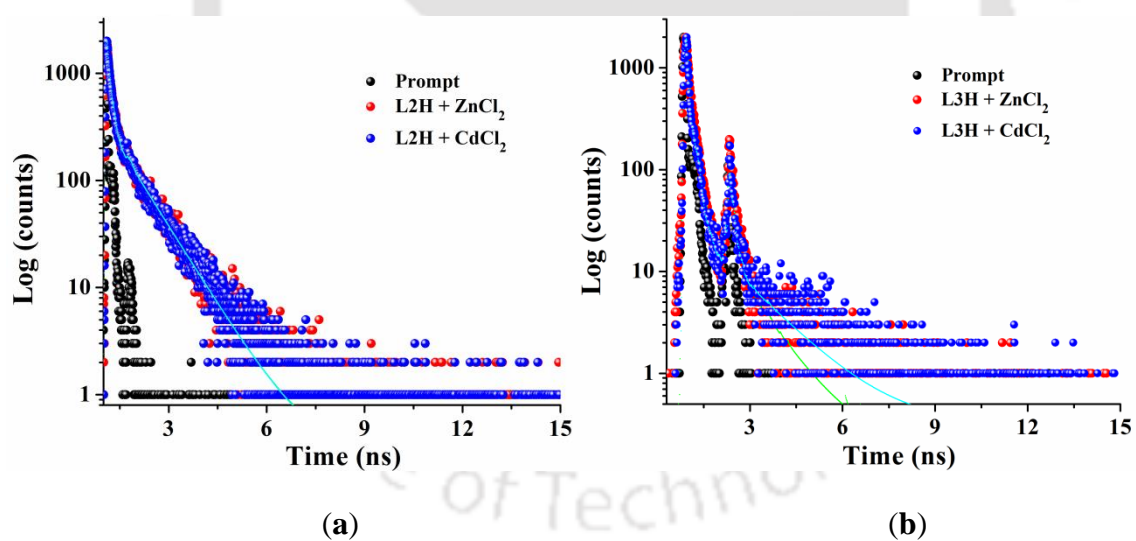 Log (counts)
1000
100
10
1
Prompt
L2H + ZnCl₂
L2H + CdCl₂
3
6
9
12
15
Time (ns)
(a)
Log (counts)
1000
100
10
1
Prompt
L3H + ZnCl₂
L3H + CdCl₂
3
6
9
12
15
Time (ns)
(b)
of Techno